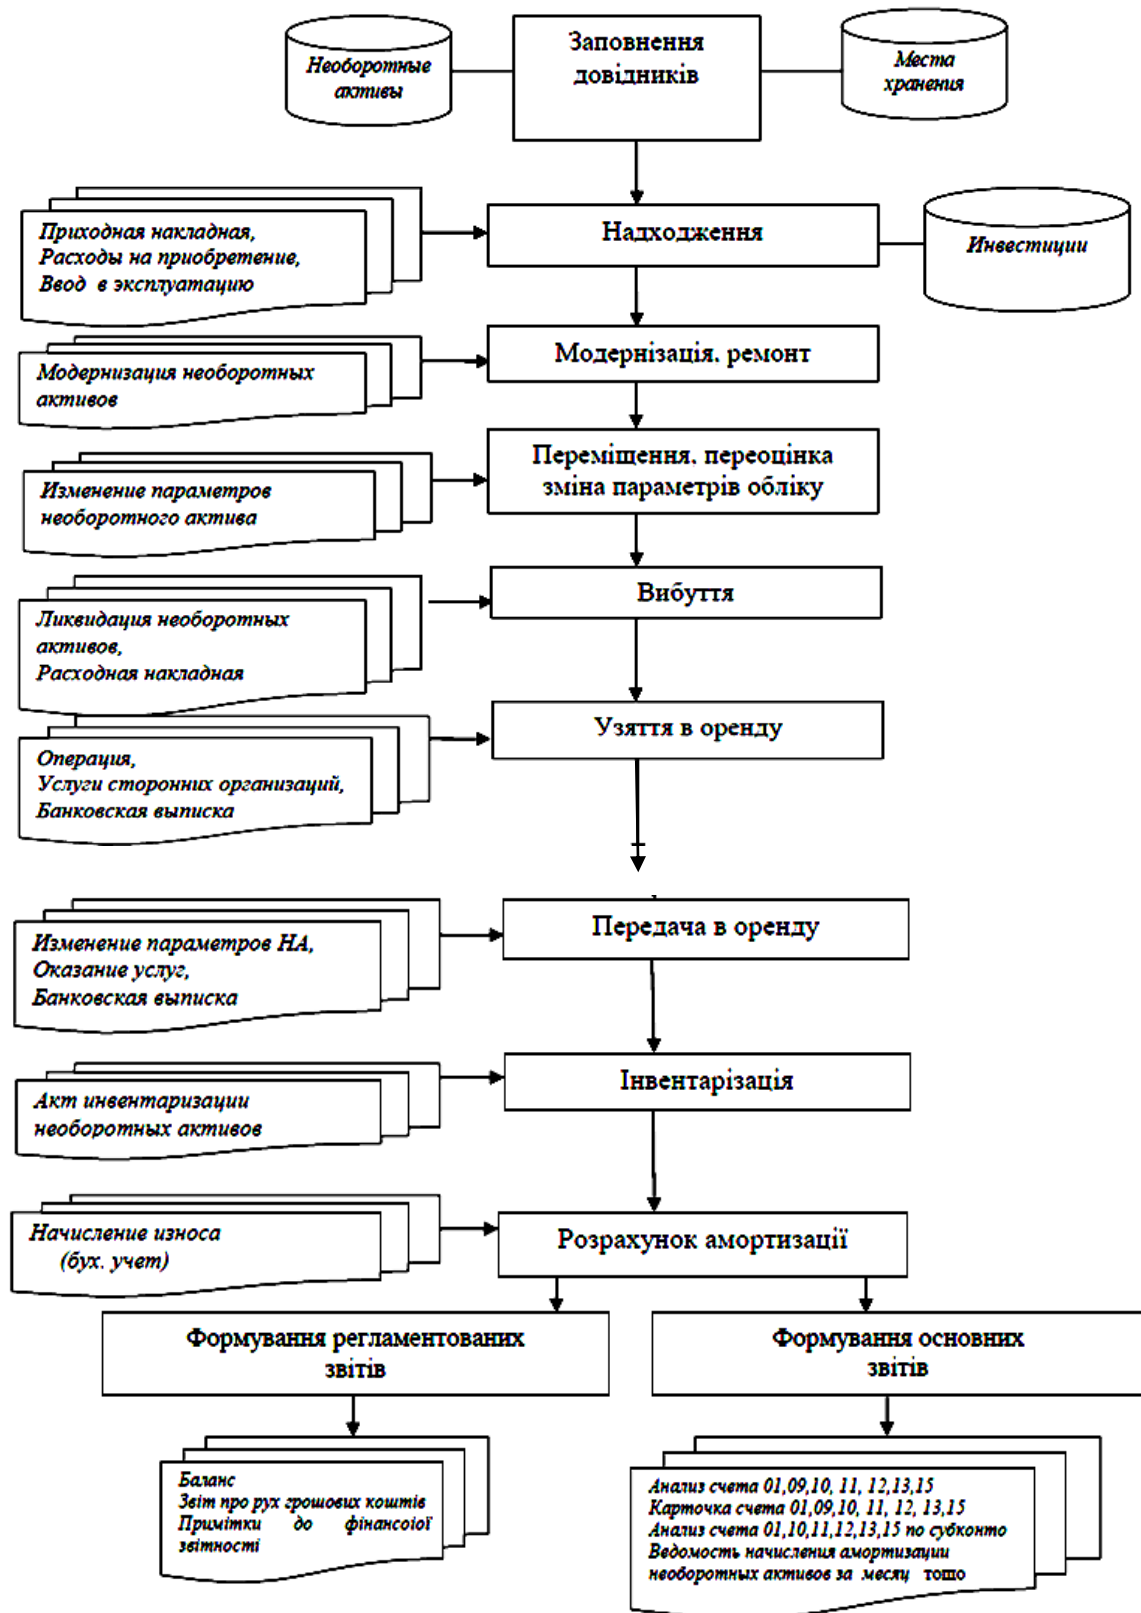 Заповнення
довідників
Необоротные
активы
Места
хранения
Приходная накладная,
Расходы на приобретение,
Ввод в эксплуатацию
Надходження
Инвестиции
Модернизация необоротных
активов
Модернізація, ремонт
Изменение параметров
необоротного актива
Переміщення, переоцінка
зміна параметрів обліку
Ликвидация необоротных
активов,
Расходная накладная
Вибуття
Операция,
Услуги сторонних организаций,
Банковская выписка
Узяття в оренду
Изменение параметров НА,
Оказание услуг,
Банковская выписка
Передача в оренду
Акт инвентаризации
необоротных активов
Інвентарізація
Начисление износа
(бух. учет)
Розрахунок амортизації
Формування регламентованих
звітів
Формування основних
звітів
Баланс
Звіт про рух грошових коштів
Примітки до фінансоіої
звітності
Анализ счета 01,09,10, 11, 12,13,15
Карточка счета 01,09,10, 11, 12, 13,15
Анализ счета 01,10,11,12,13,15 по субконто
Ведомость начисления амортизации
необоротных активов за месяц тощо